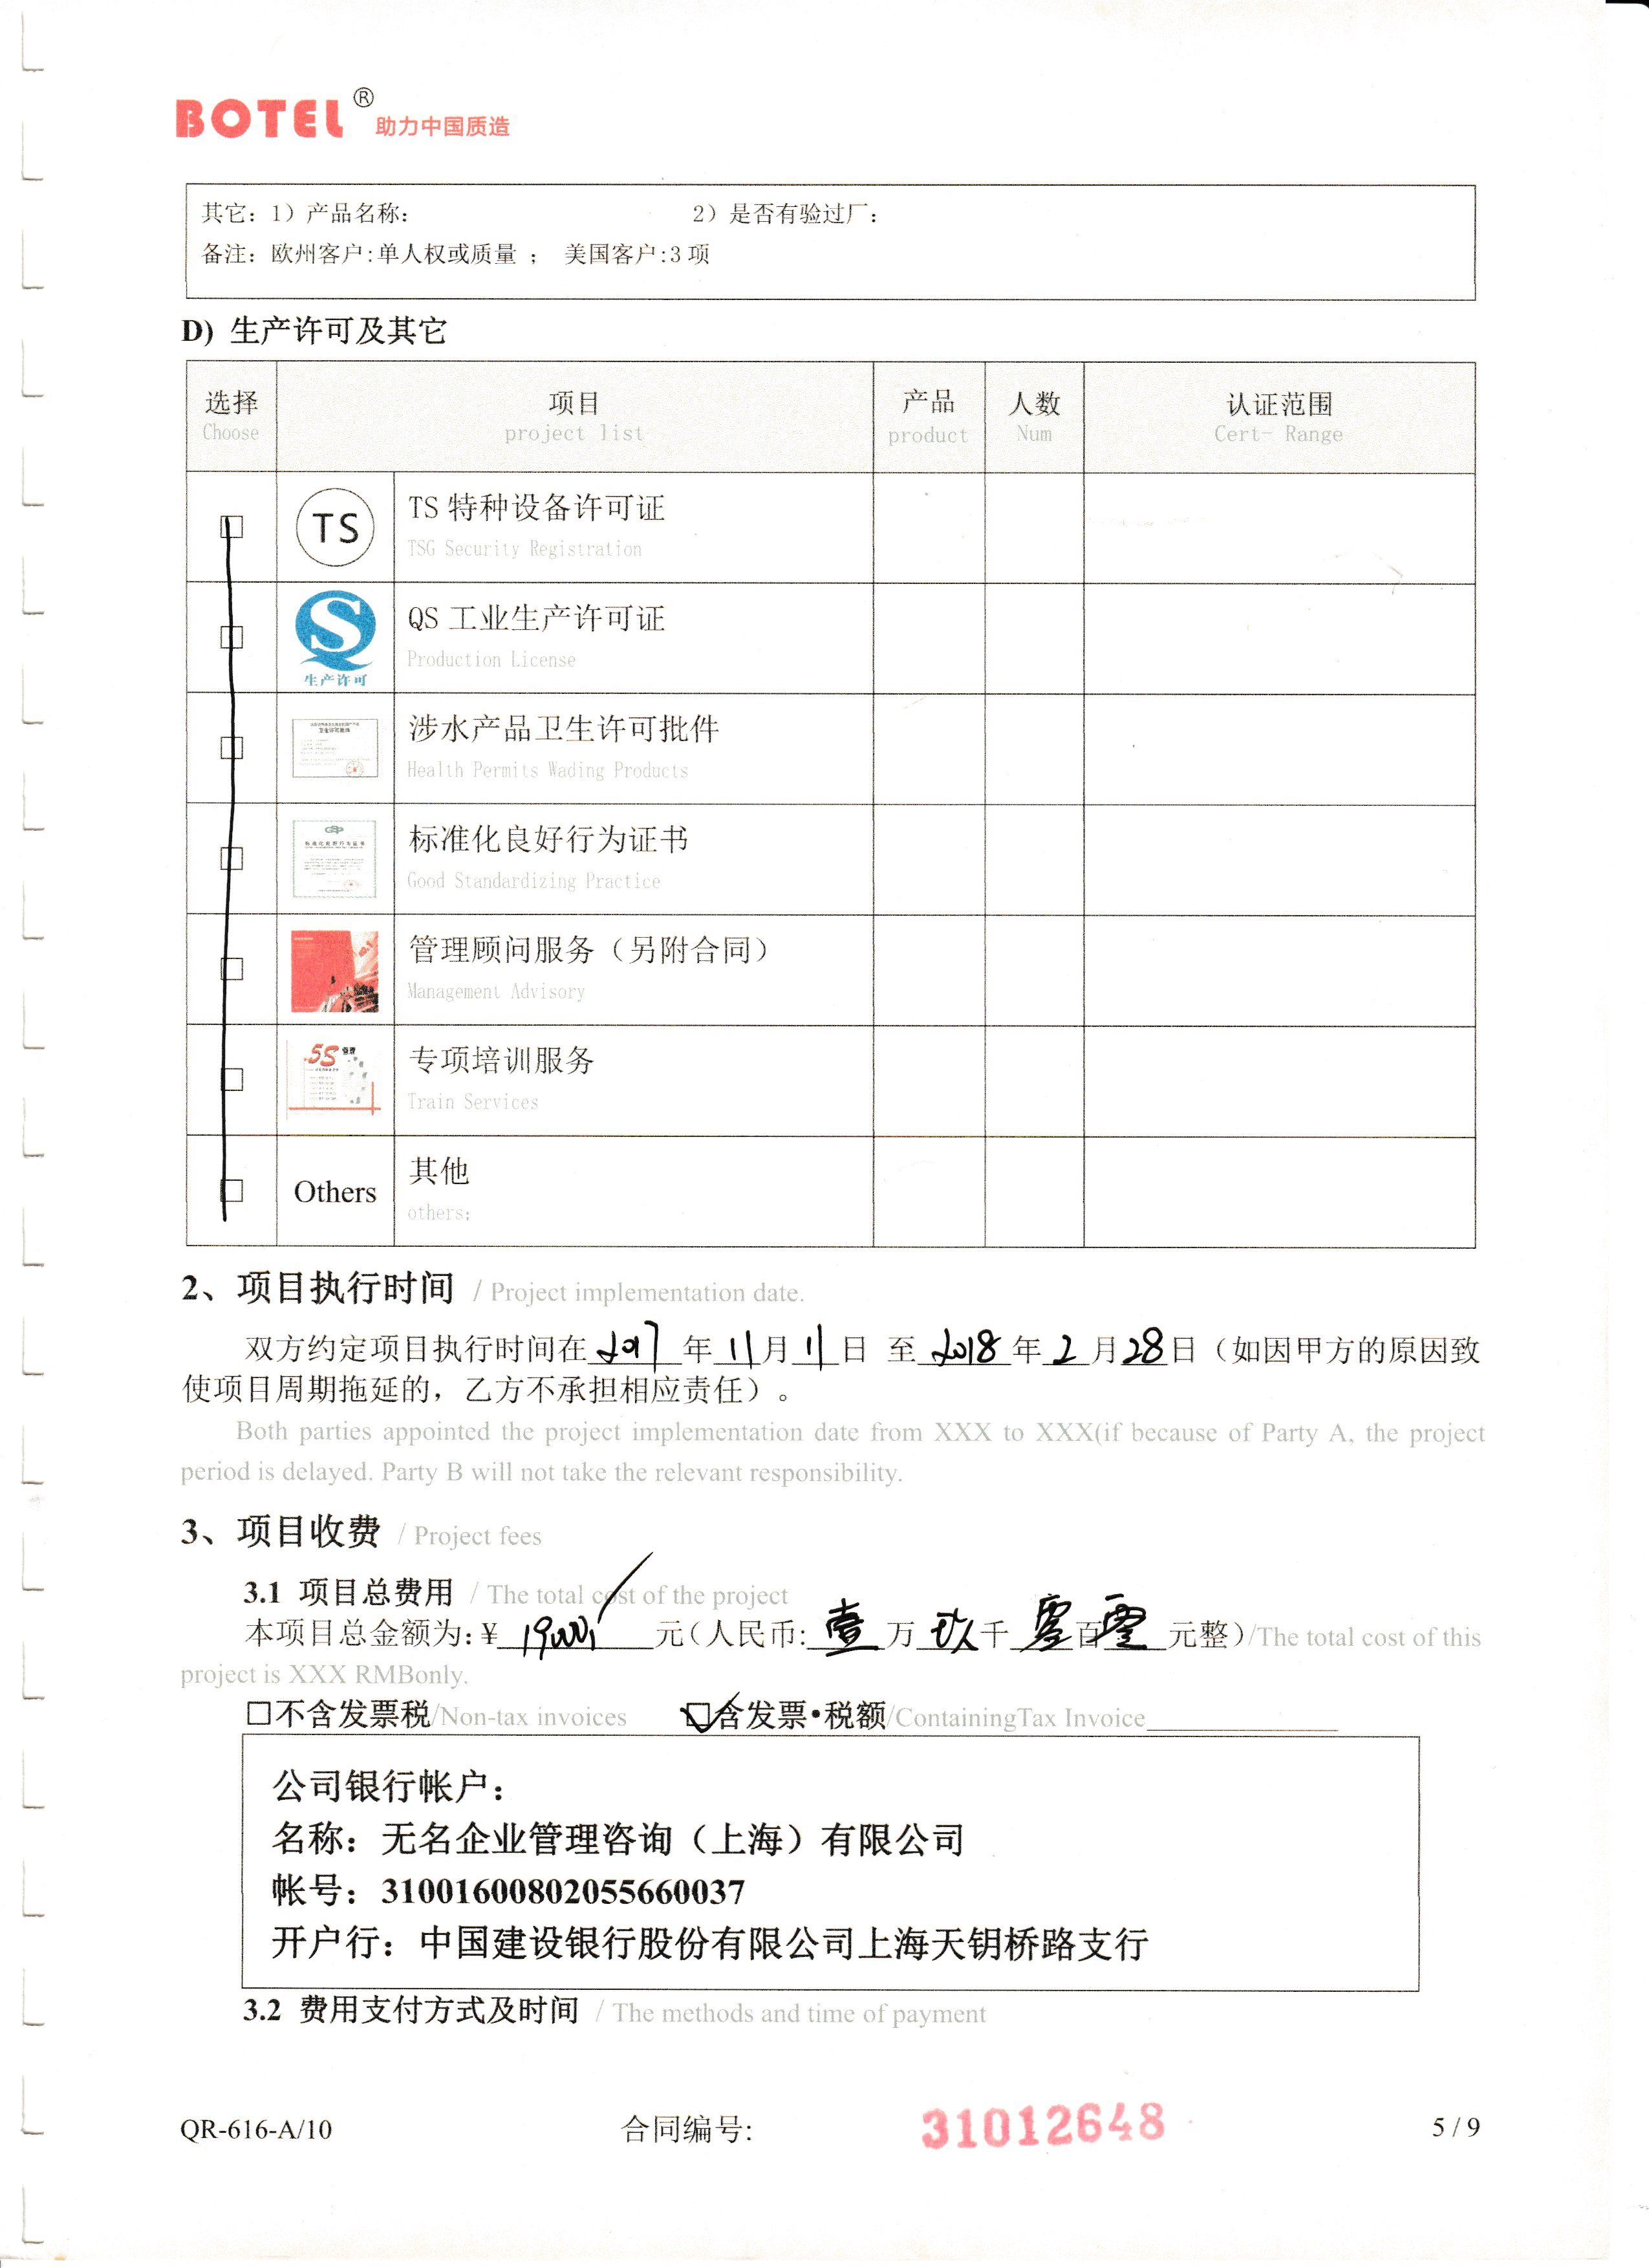 BOTEL® 助力中国质造
其它：1）产品名称： 2）是否有验过厂：
备注：欧州客户:单人权或质量 ； 美国客户:3 项
D) 生产许可及其它
选择 项目 产品 人数 认证范围
Choose project list product Num Cert- Range
TS TS 特种设备许可证
TSG Security Registration
QS 工业生产许可证
Production License
生产许可
涉水产品卫生许可批件
卫生许可批件
Health Permits Wading Products
标准化良好行为证书
Good Standardizing Practice
管理顾问服务（另附合同）
Management Advisory
5S 管理
专项培训服务
Train Services
Others 其他
others:
2、项目执行时间 / Project implementation date.
双方约定项目执行时间在 2017 年 11 月 11 日 至 2018 年 2 月 28 日（如因甲方的原因致
使项目周期拖延的，乙方不承担相应责任）。
Both parties appointed the project implementation date from XXX to XXX(if because of Party A, the project
period is delayed. Party B will not take the relevant responsibility.
3、项目收费 / Project fees
3.1 项目总费用 / The total cost of the project
本项目总金额为:¥ 19000 元(人民币: 壹 万 玖 千 零 百 零 元整)/The total cost of this
project is XXX RMBonly.
□不含发票税/Non-tax invoices ☑含发票•税额/ContainingTax Invoice
公司银行帐户：
名称：无名企业管理咨询（上海）有限公司
帐号：31001600802055660037
开户行：中国建设银行股份有限公司上海天钥桥路支行
3.2 费用支付方式及时间 / The methods and time of payment
QR-616-A/10 合同编号: 31012648 5 / 9